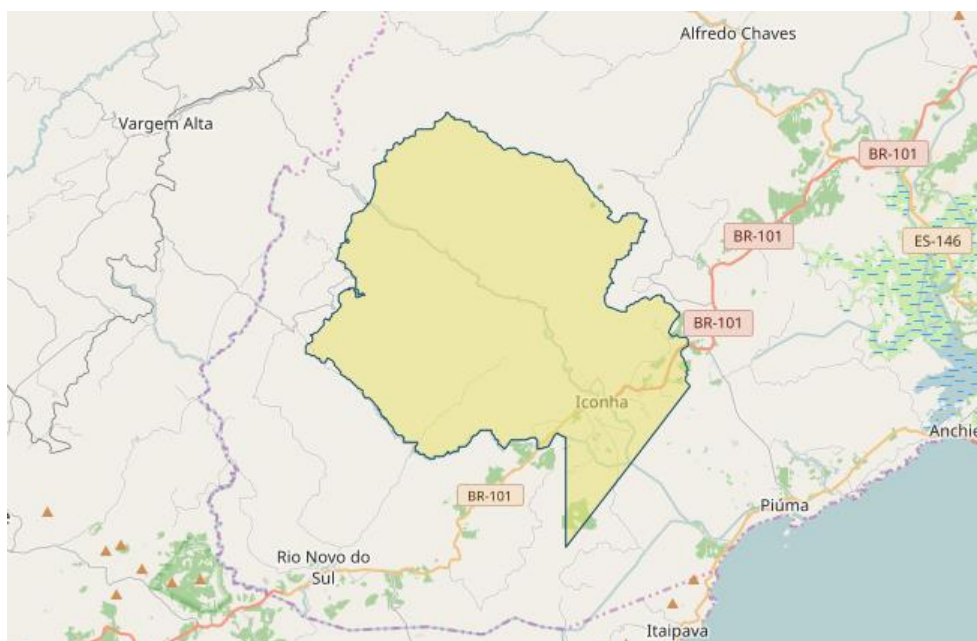 Alfredo Chaves
Vargem Alta
BR-101
BR-101
ES-146
BR-101
Iconha
BR-101
Piúma
Rio Novo do
Sul
Itaipava